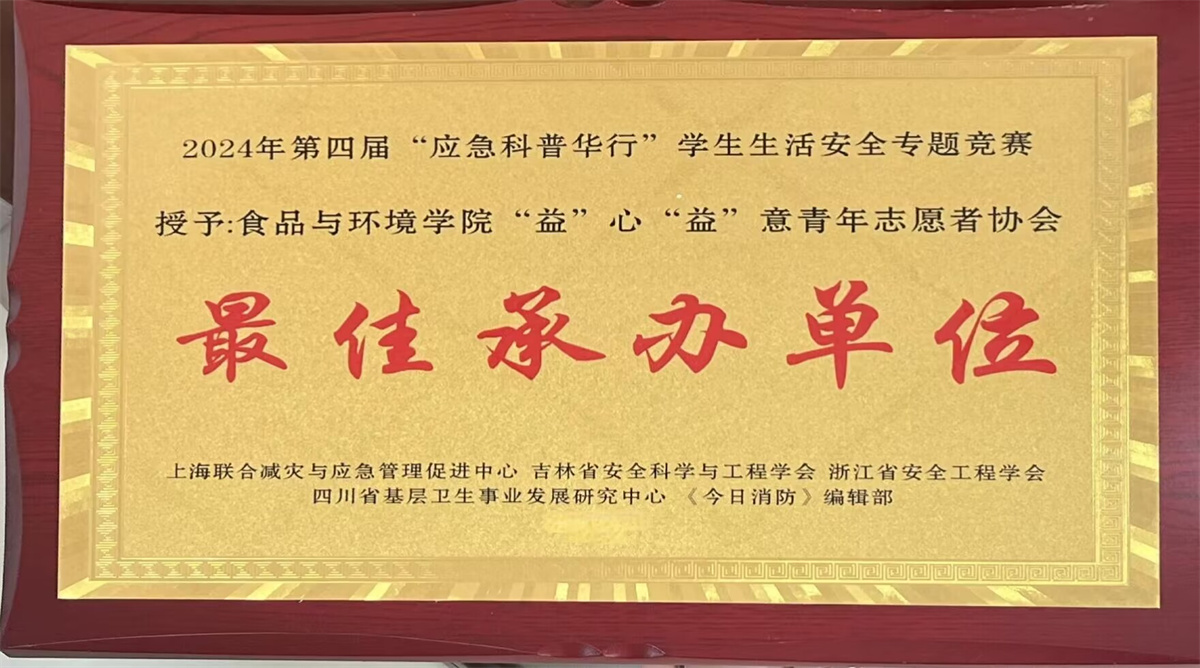 2024年第四届“应急科普华行”学生生活安全专题竞赛
授予:食品与环境学院“益”心“益”意青年志愿者协会
最佳承办单位
上海联合减灾与应急管理促进中心 吉林省安全科学与工程学会 浙江省安全工程学会
四川省基层卫生事业发展研究中心 《今日消防》编辑部